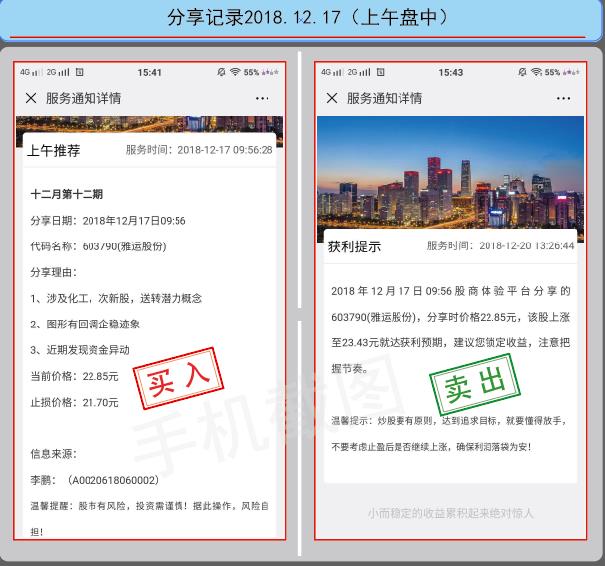 分享记录2018.12.17（上午盘中）
4G 2G 15:41 55%
服务通知详情
上午推荐 服务时间：2018-12-17 09:56:28
十二月第十二期
分享日期：2018年12月17日09:56
代码名称：603790(雅运股份)
分享理由：
1、涉及化工，次新股，送转潜力概念
2、图形有回调企稳迹象
3、近期发现资金异动
当前价格：22.85元
止损价格：21.70元
买入
信息来源：
李鹏：（A0020618060002）
温馨提醒：股市有风险，投资需谨慎！据此操作，风险自
担！
4G 2G 15:43 55%
服务通知详情
获利提示 服务时间：2018-12-20 13:26:44
2018年12月17日09:56股商体验平台分享的
603790(雅运股份)，分享时价格22.85元，该股上涨
至23.43元就达获利预期，建议您锁定收益，注意把
握节奏。
卖出
温馨提示：炒股要有原则，达到追求目标，就要懂得放手，
不要考虑止盈后是否继续上涨，确保利润落袋为安！
小而稳定的收益累积起来绝对惊人
手机截图